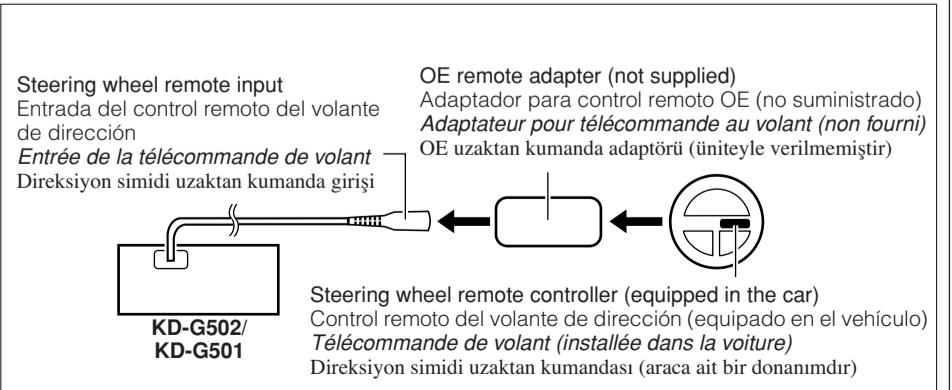 Steering wheel remote input
Entrada del control remoto del volante
de dirección
Entrée de la télécommande de volant
Direksiyon simidi uzaktan kumanda girişi
OE remote adapter (not supplied)
Adaptador para control remoto OE (no suministrado)
Adaptateur pour télécommande au volant (non fourni)
OE uzaktan kumanda adaptörü (üniteyle verilmemiştir)
KD-G502/
KD-G501
Steering wheel remote controller (equipped in the car)
Control remoto del volante de dirección (equipado en el vehículo)
Télécommande de volant (installée dans la voiture)
Direksiyon simidi uzaktan kumandası (araca ait bir donanımdır)